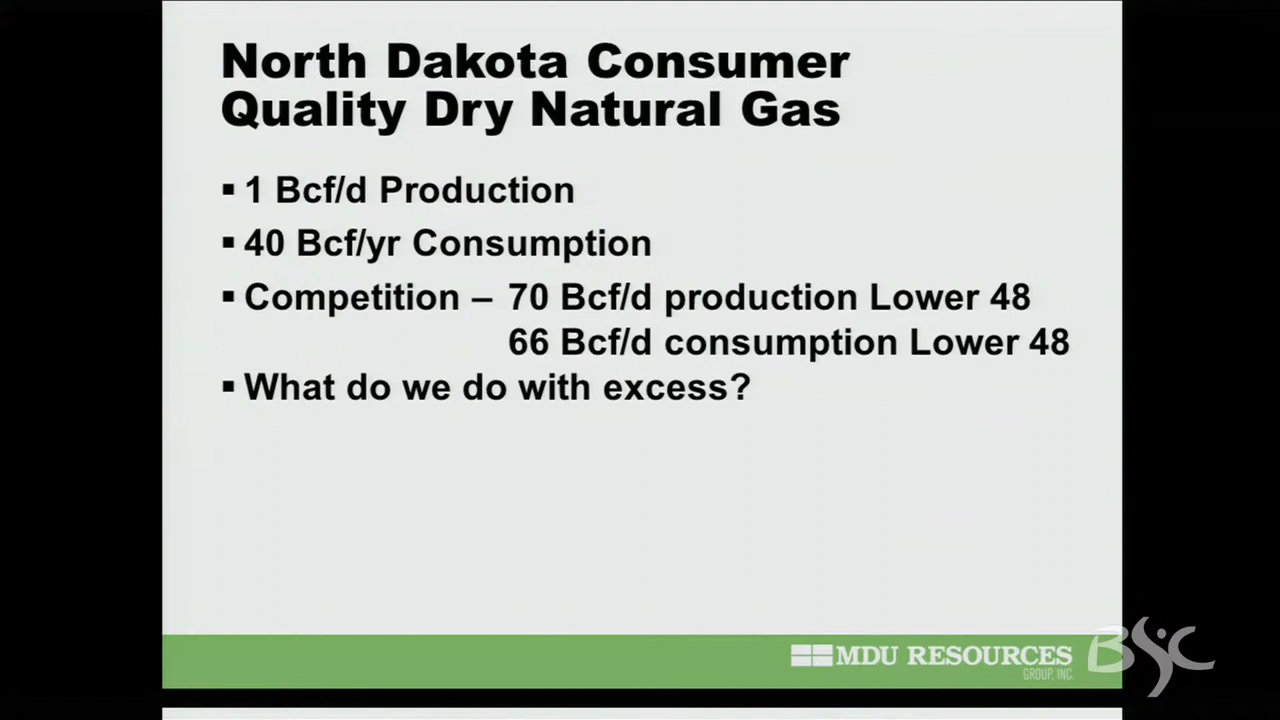 North Dakota Consumer
Quality Dry Natural Gas
▪ 1 Bcf/d Production
▪ 40 Bcf/yr Consumption
▪ Competition – 70 Bcf/d production Lower 48
66 Bcf/d consumption Lower 48
▪ What do we do with excess?
MDU RESOURCES
GROUP, INC.
BSC